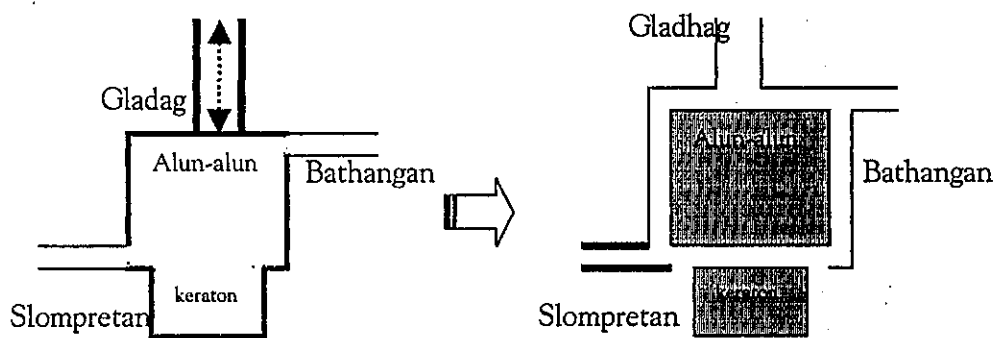 Gladag
Alun-alun
Bathangan
keraton
Slompretan
Gladhag
Alun-alun
Bathangan
keraton
Slompretan